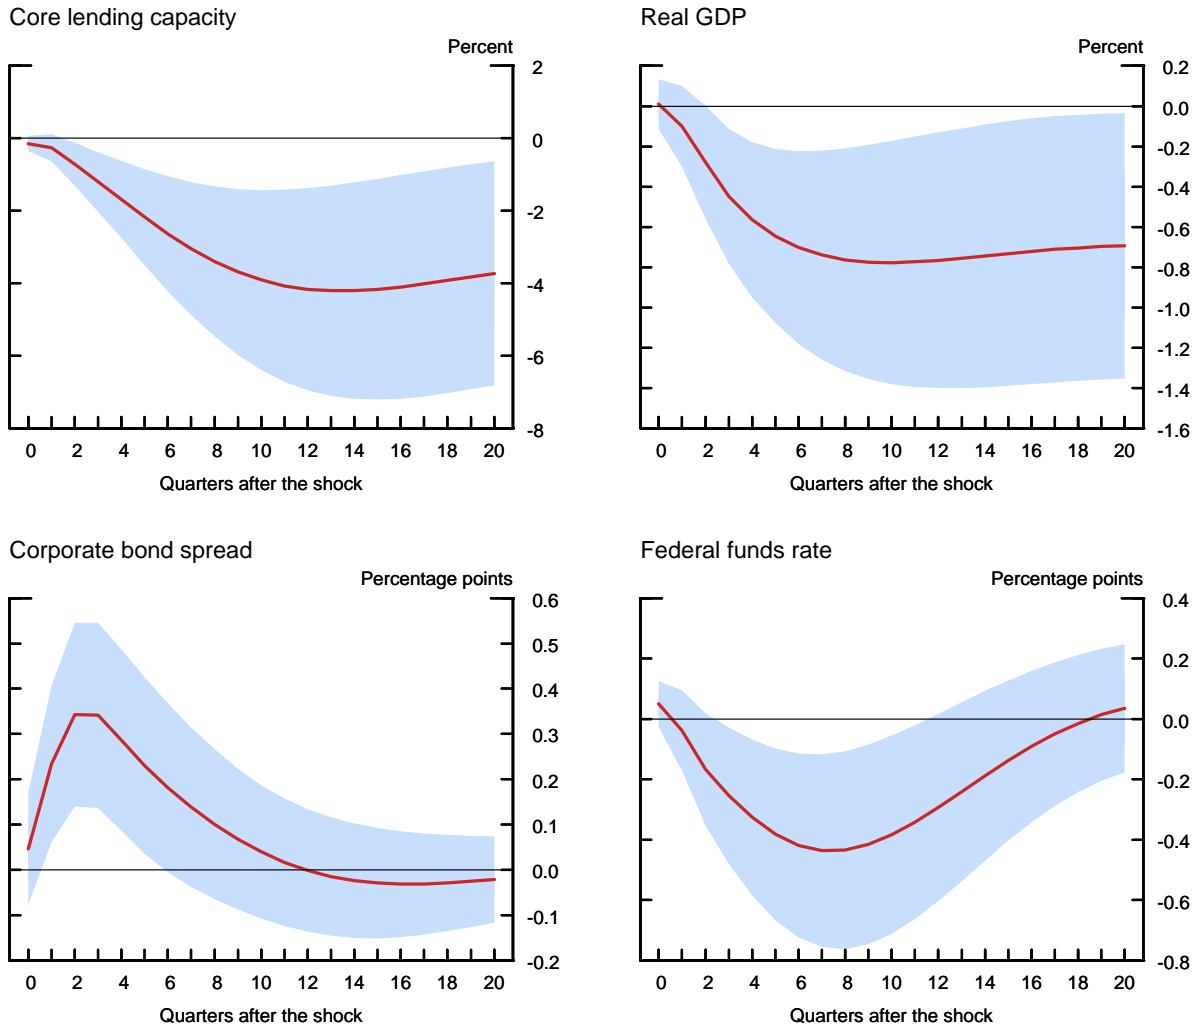 Core lending capacity
Percent
2
0
-2
-4
-6
-8
0 2 4 6 8 10 12 14 16 18 20
Quarters after the shock
Real GDP
Percent
0.2
0.0
-0.2
-0.4
-0.6
-0.8
-1.0
-1.2
-1.4
-1.6
0 2 4 6 8 10 12 14 16 18 20
Quarters after the shock
Corporate bond spread
Percentage points
0.6
0.5
0.4
0.3
0.2
0.1
0.0
-0.1
-0.2
0 2 4 6 8 10 12 14 16 18 20
Quarters after the shock
Federal funds rate
Percentage points
0.4
0.2
0.0
-0.2
-0.4
-0.6
-0.8
0 2 4 6 8 10 12 14 16 18 20
Quarters after the shock